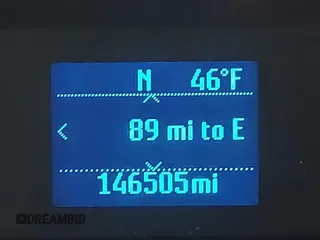 N 46°F
89 mi to E
146505mi
DREAMBID